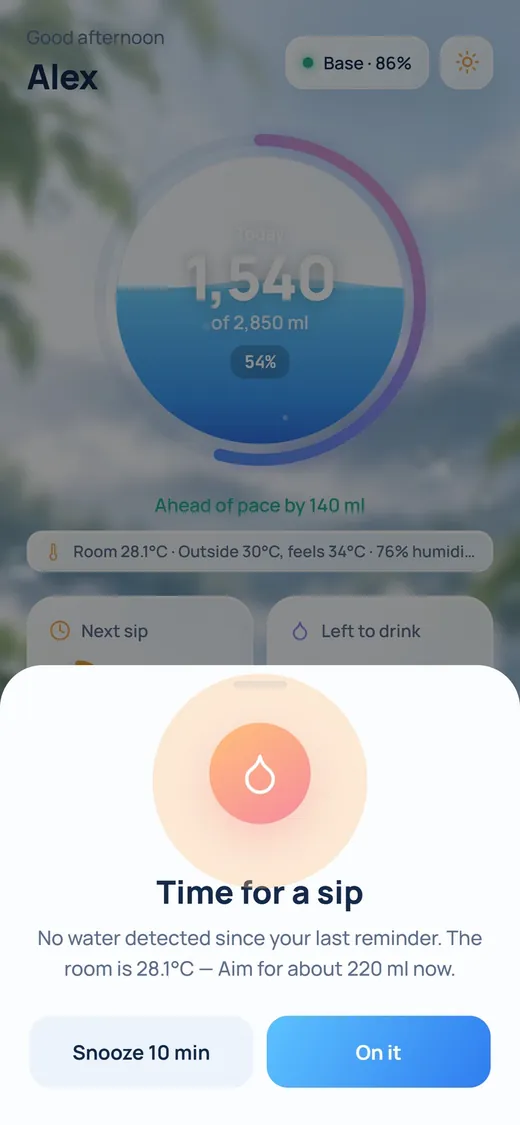 Good afternoon
Alex
Base · 86%
Today
1,540
of 2,850 ml
54%
Ahead of pace by 140 ml
Room 28.1°C · Outside 30°C, feels 34°C · 76% humidi...
Next sip
Left to drink
Time for a sip
No water detected since your last reminder. The
room is 28.1°C — Aim for about 220 ml now.
Snooze 10 min
On it